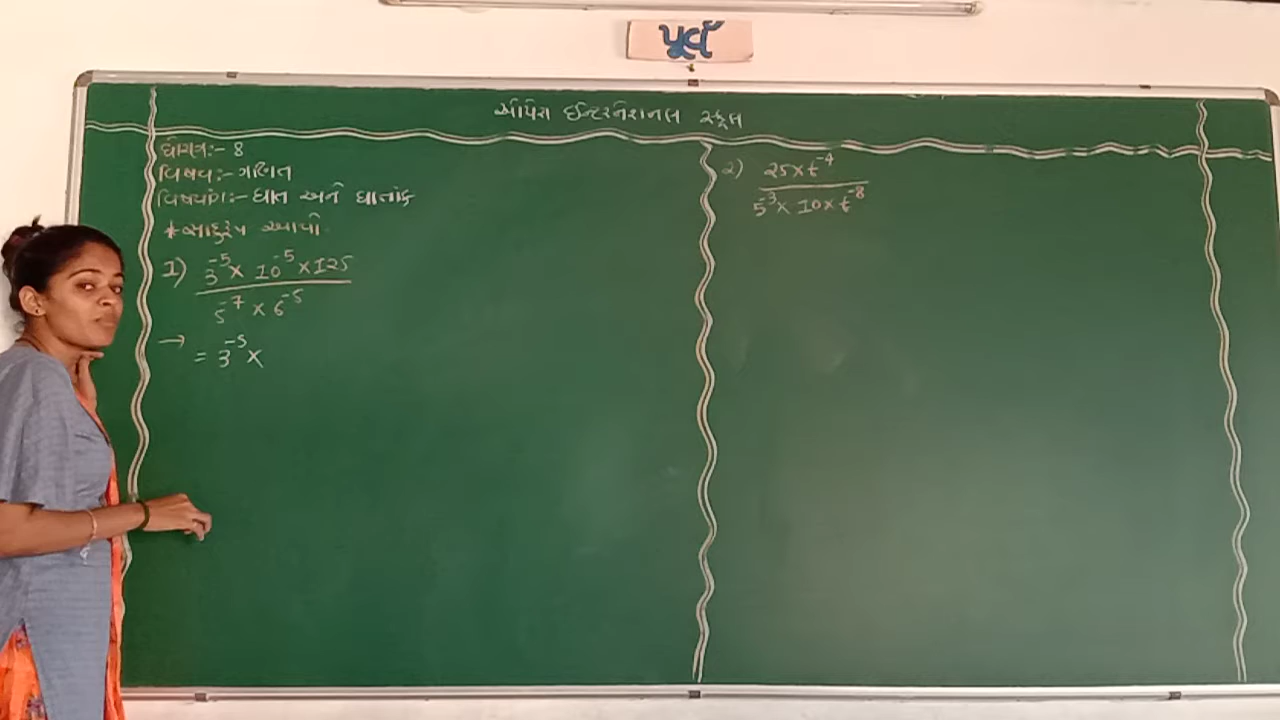 પૂર્વ
ઓપેરા ઈન્ટરનેશનલ સ્કૂલ
ધોરણ:- 8
વિષય:- ગણિત
વિષયાંગ:- ઘાત અને ઘાતાંક
* સાદુરૂપ આપો.
1) 3⁻⁵ × 10⁻⁵ × 125
5⁻⁷ × 6⁻⁵
→ = 3⁻⁵ ×
2) 25 × t⁻⁴
5⁻³ × 10 × t⁻⁸